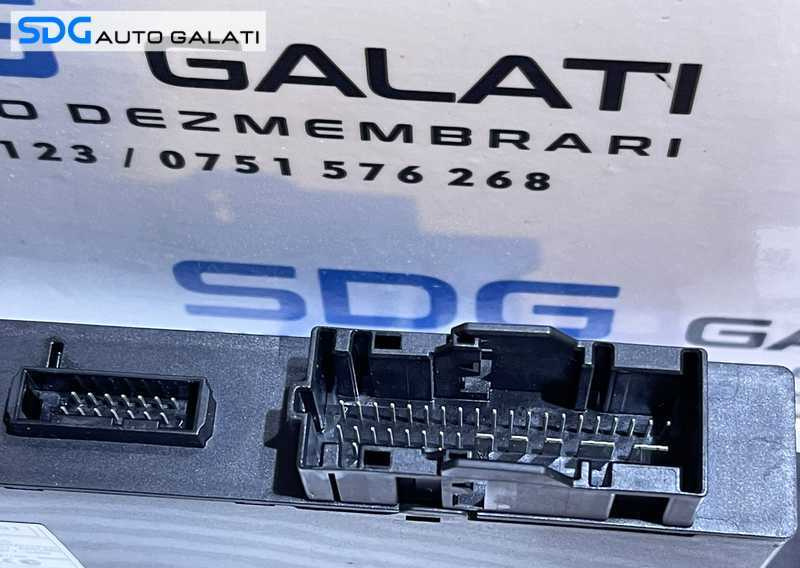 SDG AUTO GALATI
G GALATI
O DEZMEMBRARI
123 / 0751 576 268
SDG